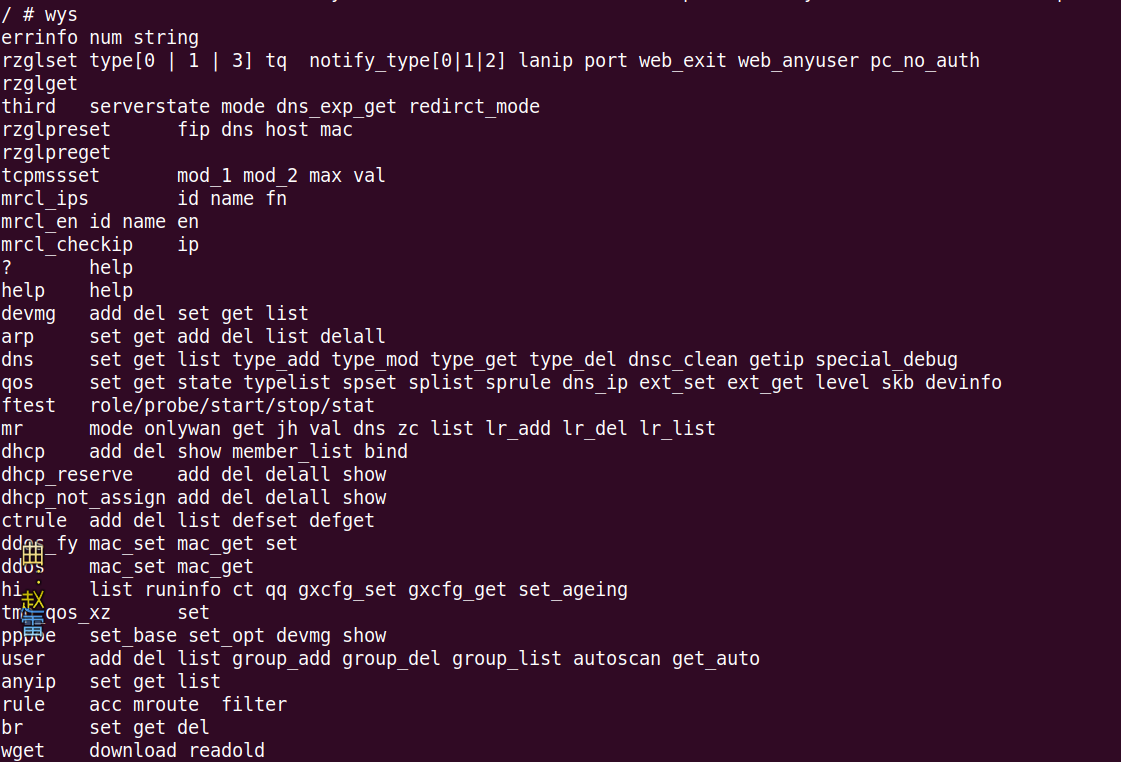 / # wys
errinfo num string
rzglset type[0 | 1 | 3] tq  notify_type[0|1|2] lanip port web_exit web_anyuser pc_no_auth
rzglget
third   serverstate mode dns_exp_get redirct_mode
rzglpreset      fip dns host mac
rzglpreget
tcpmssset       mod_1 mod_2 max val
mrcl_ips        id name fn
mrcl_en id name en
mrcl_checkip    ip
?       help
help    help
devmg   add del set get list
arp     set get add del list delall
dns     set get list type_add type_mod type_get type_del dnsc_clean getip special_debug
qos     set get state typelist spset splist sprule dns_ip ext_set ext_get level skb devinfo
ftest   role/probe/start/stop/stat
mr      mode onlywan get jh val dns zc list lr_add lr_del lr_list
dhcp    add del show member_list bind
dhcp_reserve    add del delall show
dhcp_not_assign add del delall show
ctrule  add del list defset defget
ddos_fy mac_set mac_get set
ddos    mac_set mac_get
list runinfo ct qq gxcfg_set gxcfg_get set_ageing
set
pppoe   set_base set_opt devmg show
user    add del list group_add group_del group_list autoscan get_auto
anyip   set get list
rule    acc mroute  filter
br      set get del
wget    download readold